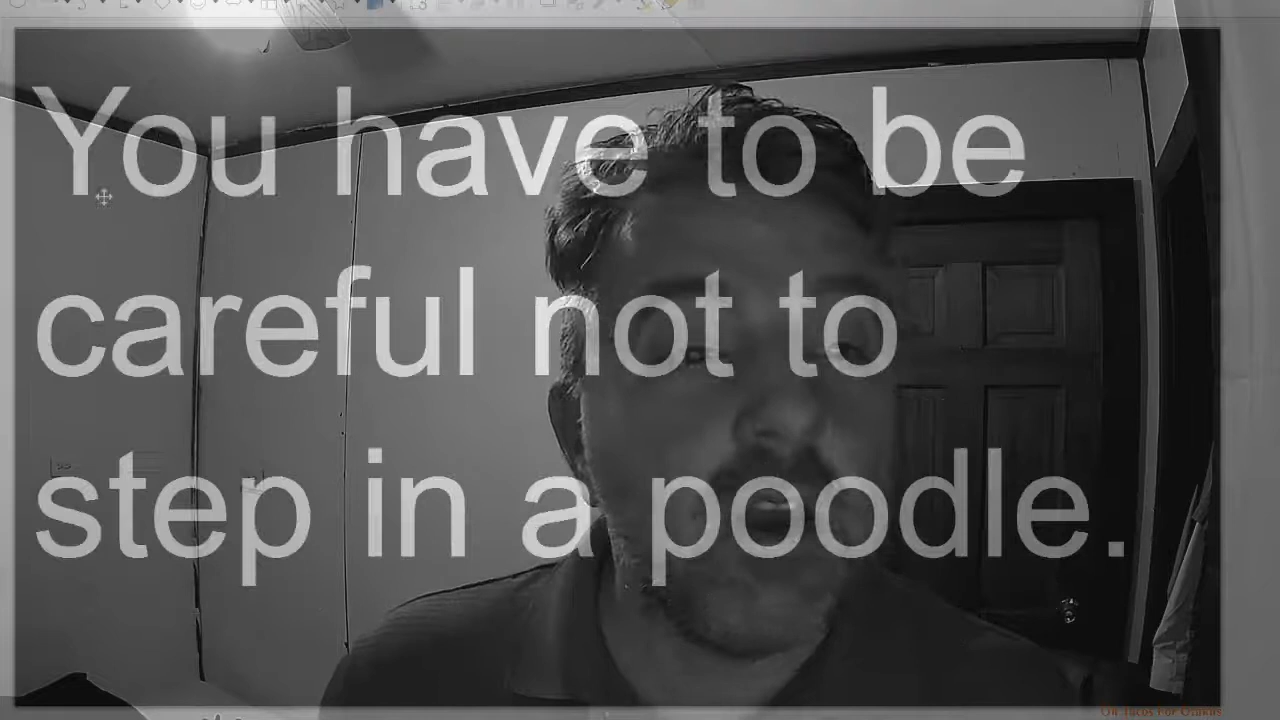 You have to be
careful not to
step in a poodle.